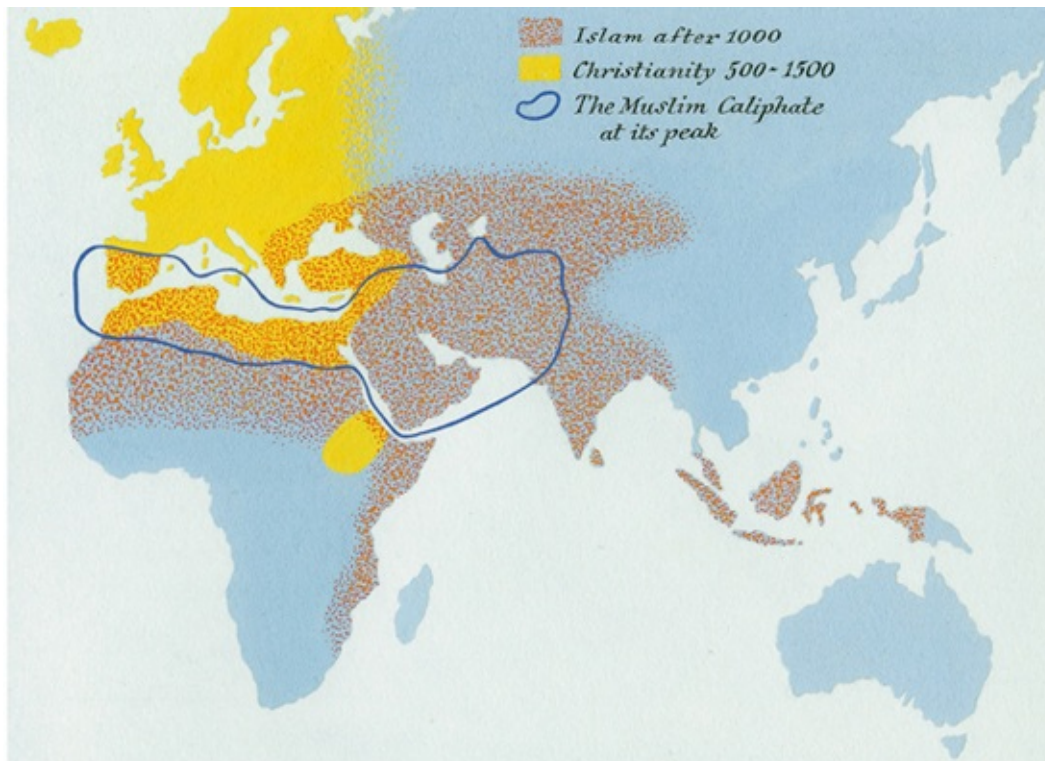 Islam after 1000
Christianity 500-1500
The Muslim Caliphate
at its peak